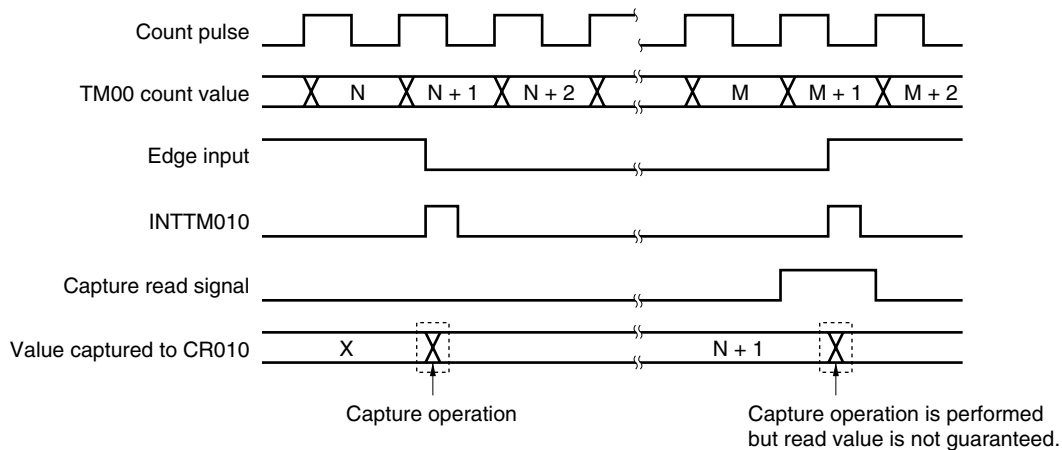 Count pulse
TM00 count value
N
N + 1
N + 2
M
M + 1
M + 2
Edge input
INTTM010
Capture read signal
Value captured to CR010
X
N + 1
Capture operation
Capture operation is performed
but read value is not guaranteed.